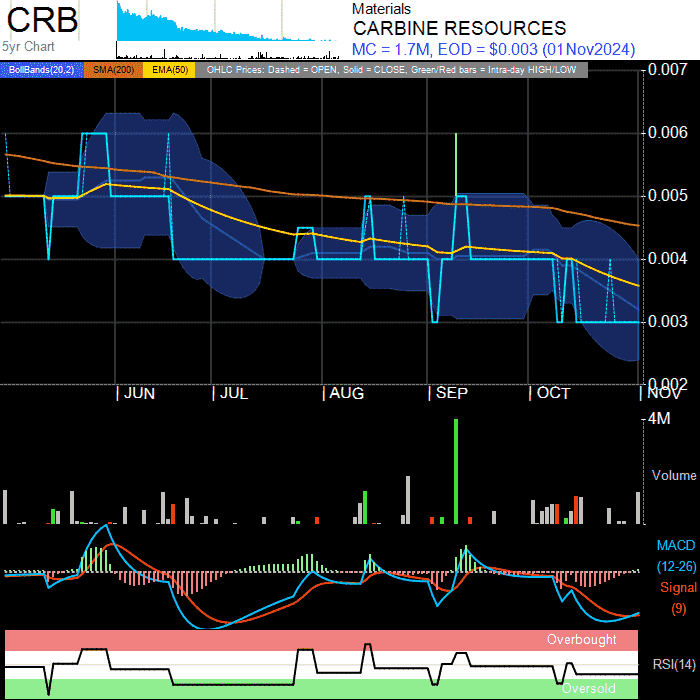 CRB
5yr Chart
Materials
CARBINE RESOURCES
MC = 1.7M, EOD = $0.003 (01Nov2024)
BollBands(20,2) SMA(200) EMA(50) OHLC Prices: Dashed = OPEN, Solid = CLOSE, Green/Red bars = Intra-day HIGH/LOW
0.007
0.006
0.005
0.004
0.003
0.002
| JUN | JUL | AUG | SEP | OCT | NOV
4M
Volume
MACD
(12-26)
Signal
(9)
Overbought
RSI(14)
Oversold